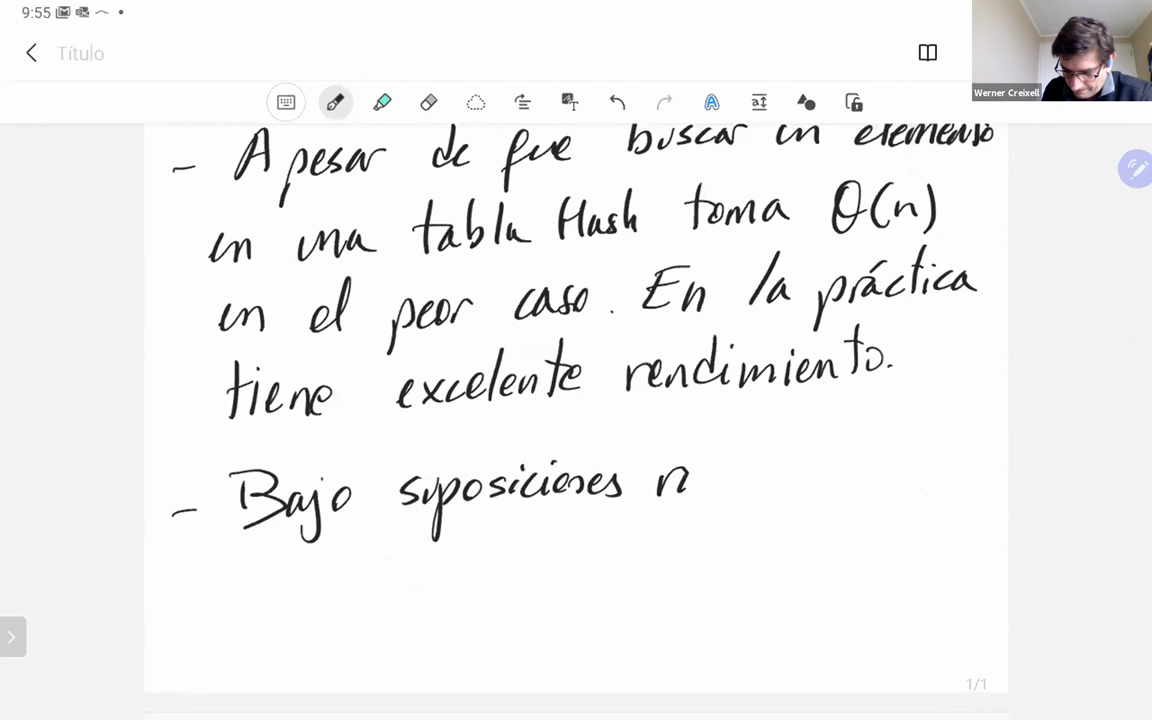 9:55
Título
Werner Creixell
- A pesar de que buscar un elemento
en una tabla Hash toma Θ(n)
en el peor caso. En la práctica
tiene excelente rendimiento.
- Bajo suposiciones r
1/1